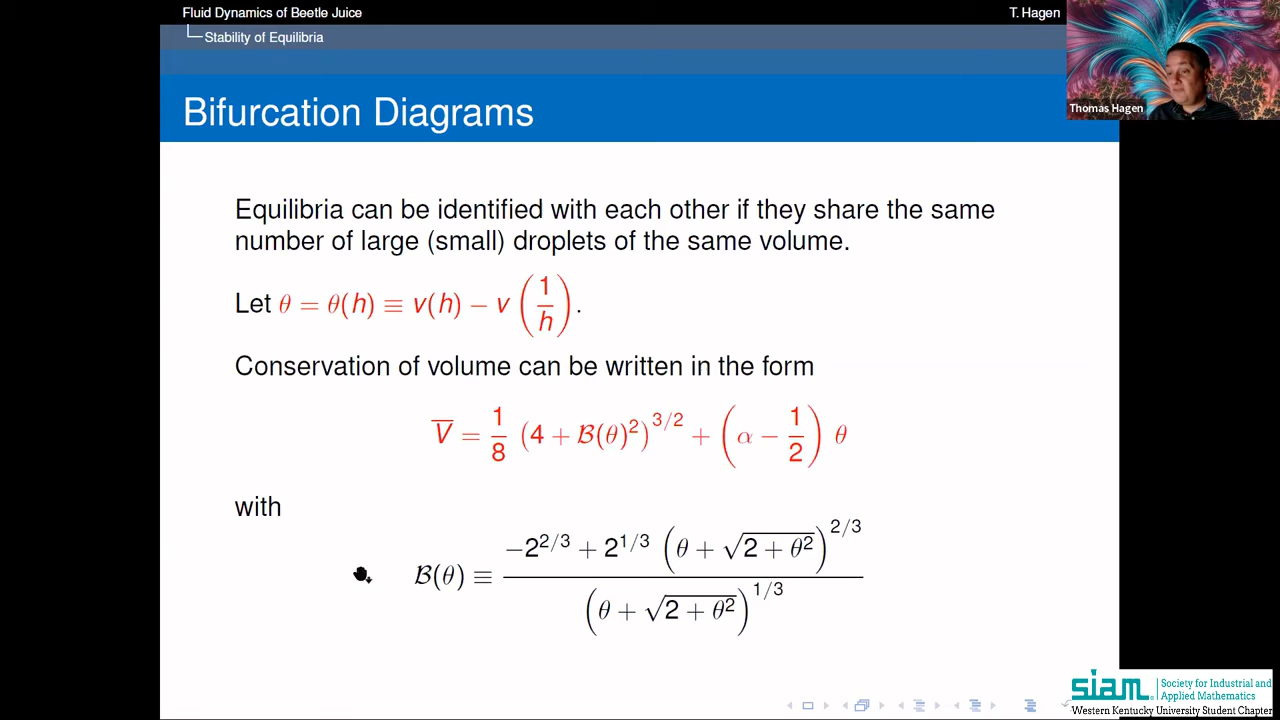 Fluid Dynamics of Beetle Juice
T. Hagen
Stability of Equilibria
Thomas Hagen
Bifurcation Diagrams
Equilibria can be identified with each other if they share the same
number of large (small) droplets of the same volume.
Let θ = θ(h) ≡ v(h) − v (1/h).
Conservation of volume can be written in the form
V̅ = 1/8 (4 + ℬ(θ)²)^{3/2} + (α − 1/2) θ
with
ℬ(θ) ≡ (−2^{2/3} + 2^{1/3} (θ + √(2 + θ²))^{2/3}) / (θ + √(2 + θ²))^{1/3}
siam. Society for Industrial and
Applied Mathematics
Western Kentucky University Student Chapter